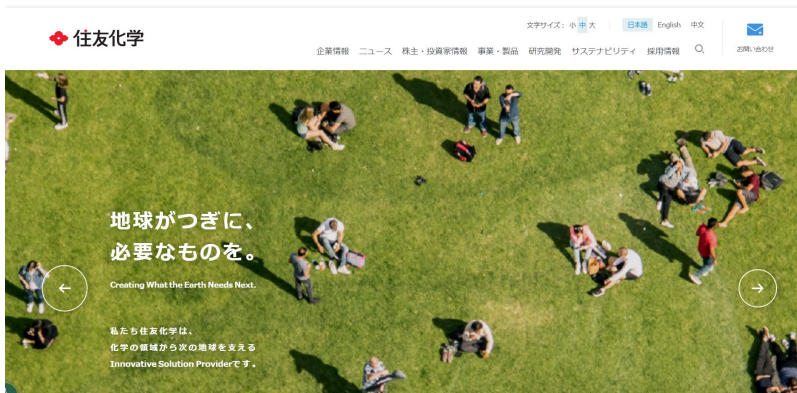 文字サイズ： 小 中 大 日本語 English 中文
住友化学
企業情報 ニュース 株主・投資家情報 事業・製品 研究開発 サステナビリティ 採用情報 お問い合わせ
地球がつぎに、
必要なものを。
Creating What the Earth Needs Next.
私たち住友化学は、
化学の領域から次の地球を支える
Innovative Solution Providerです。